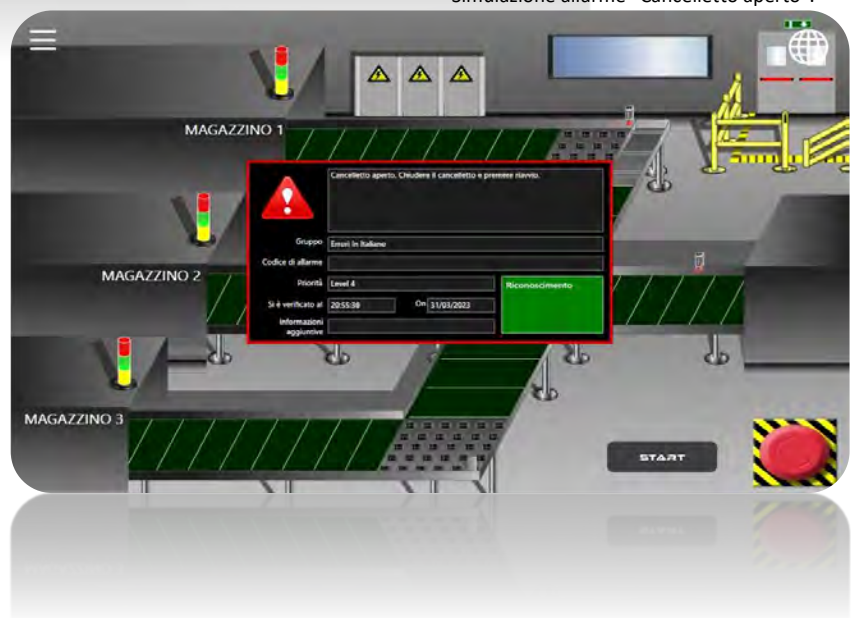 Simulazione allarme "Cancelletto aperto".
MAGAZZINO 1
Cancelletto aperto. Chiudere il cancelletto e premere riavvio.
Gruppo Errori In Italiano
Codice di allarme
Priorità Level 4
Riconoscimento
Si è verificato al 20:55:38 On 31/03/2023
Informazioni
aggiuntive
MAGAZZINO 2
MAGAZZINO 3
START